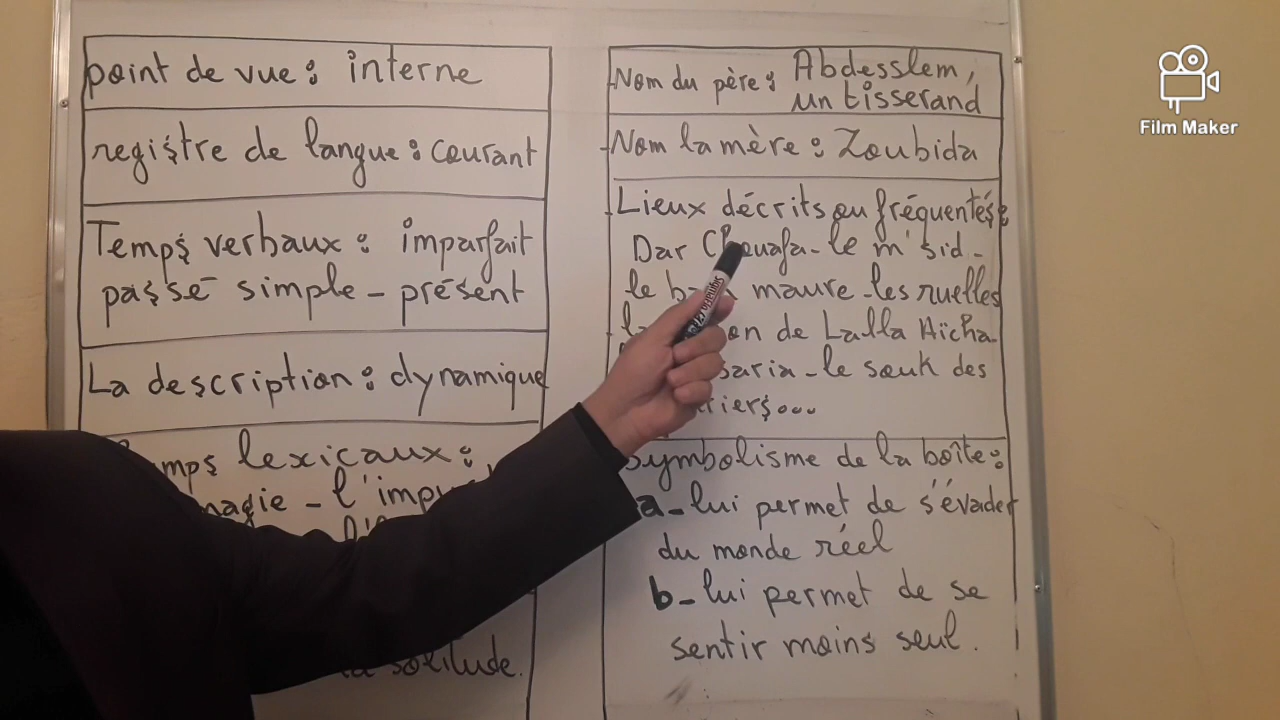 point de vue : interne
registre de langue : courant
Temps verbaux : imparfait
passé simple - présent
La description : dynamique
lexicaux :
magie -
la solitude.
Nom du père : Abdesslem,
un tisserand
Nom la mère : Zoubida
Lieux décrits ou fréquentés :
Dar Chouafa - le m'sid -
le maure - les ruelles
de Lalla Aïcha
le souk des
Symbolisme de la boîte :
a - lui permet de s'évader
du monde réel
b - lui permet de se
sentir moins seul.
Film Maker